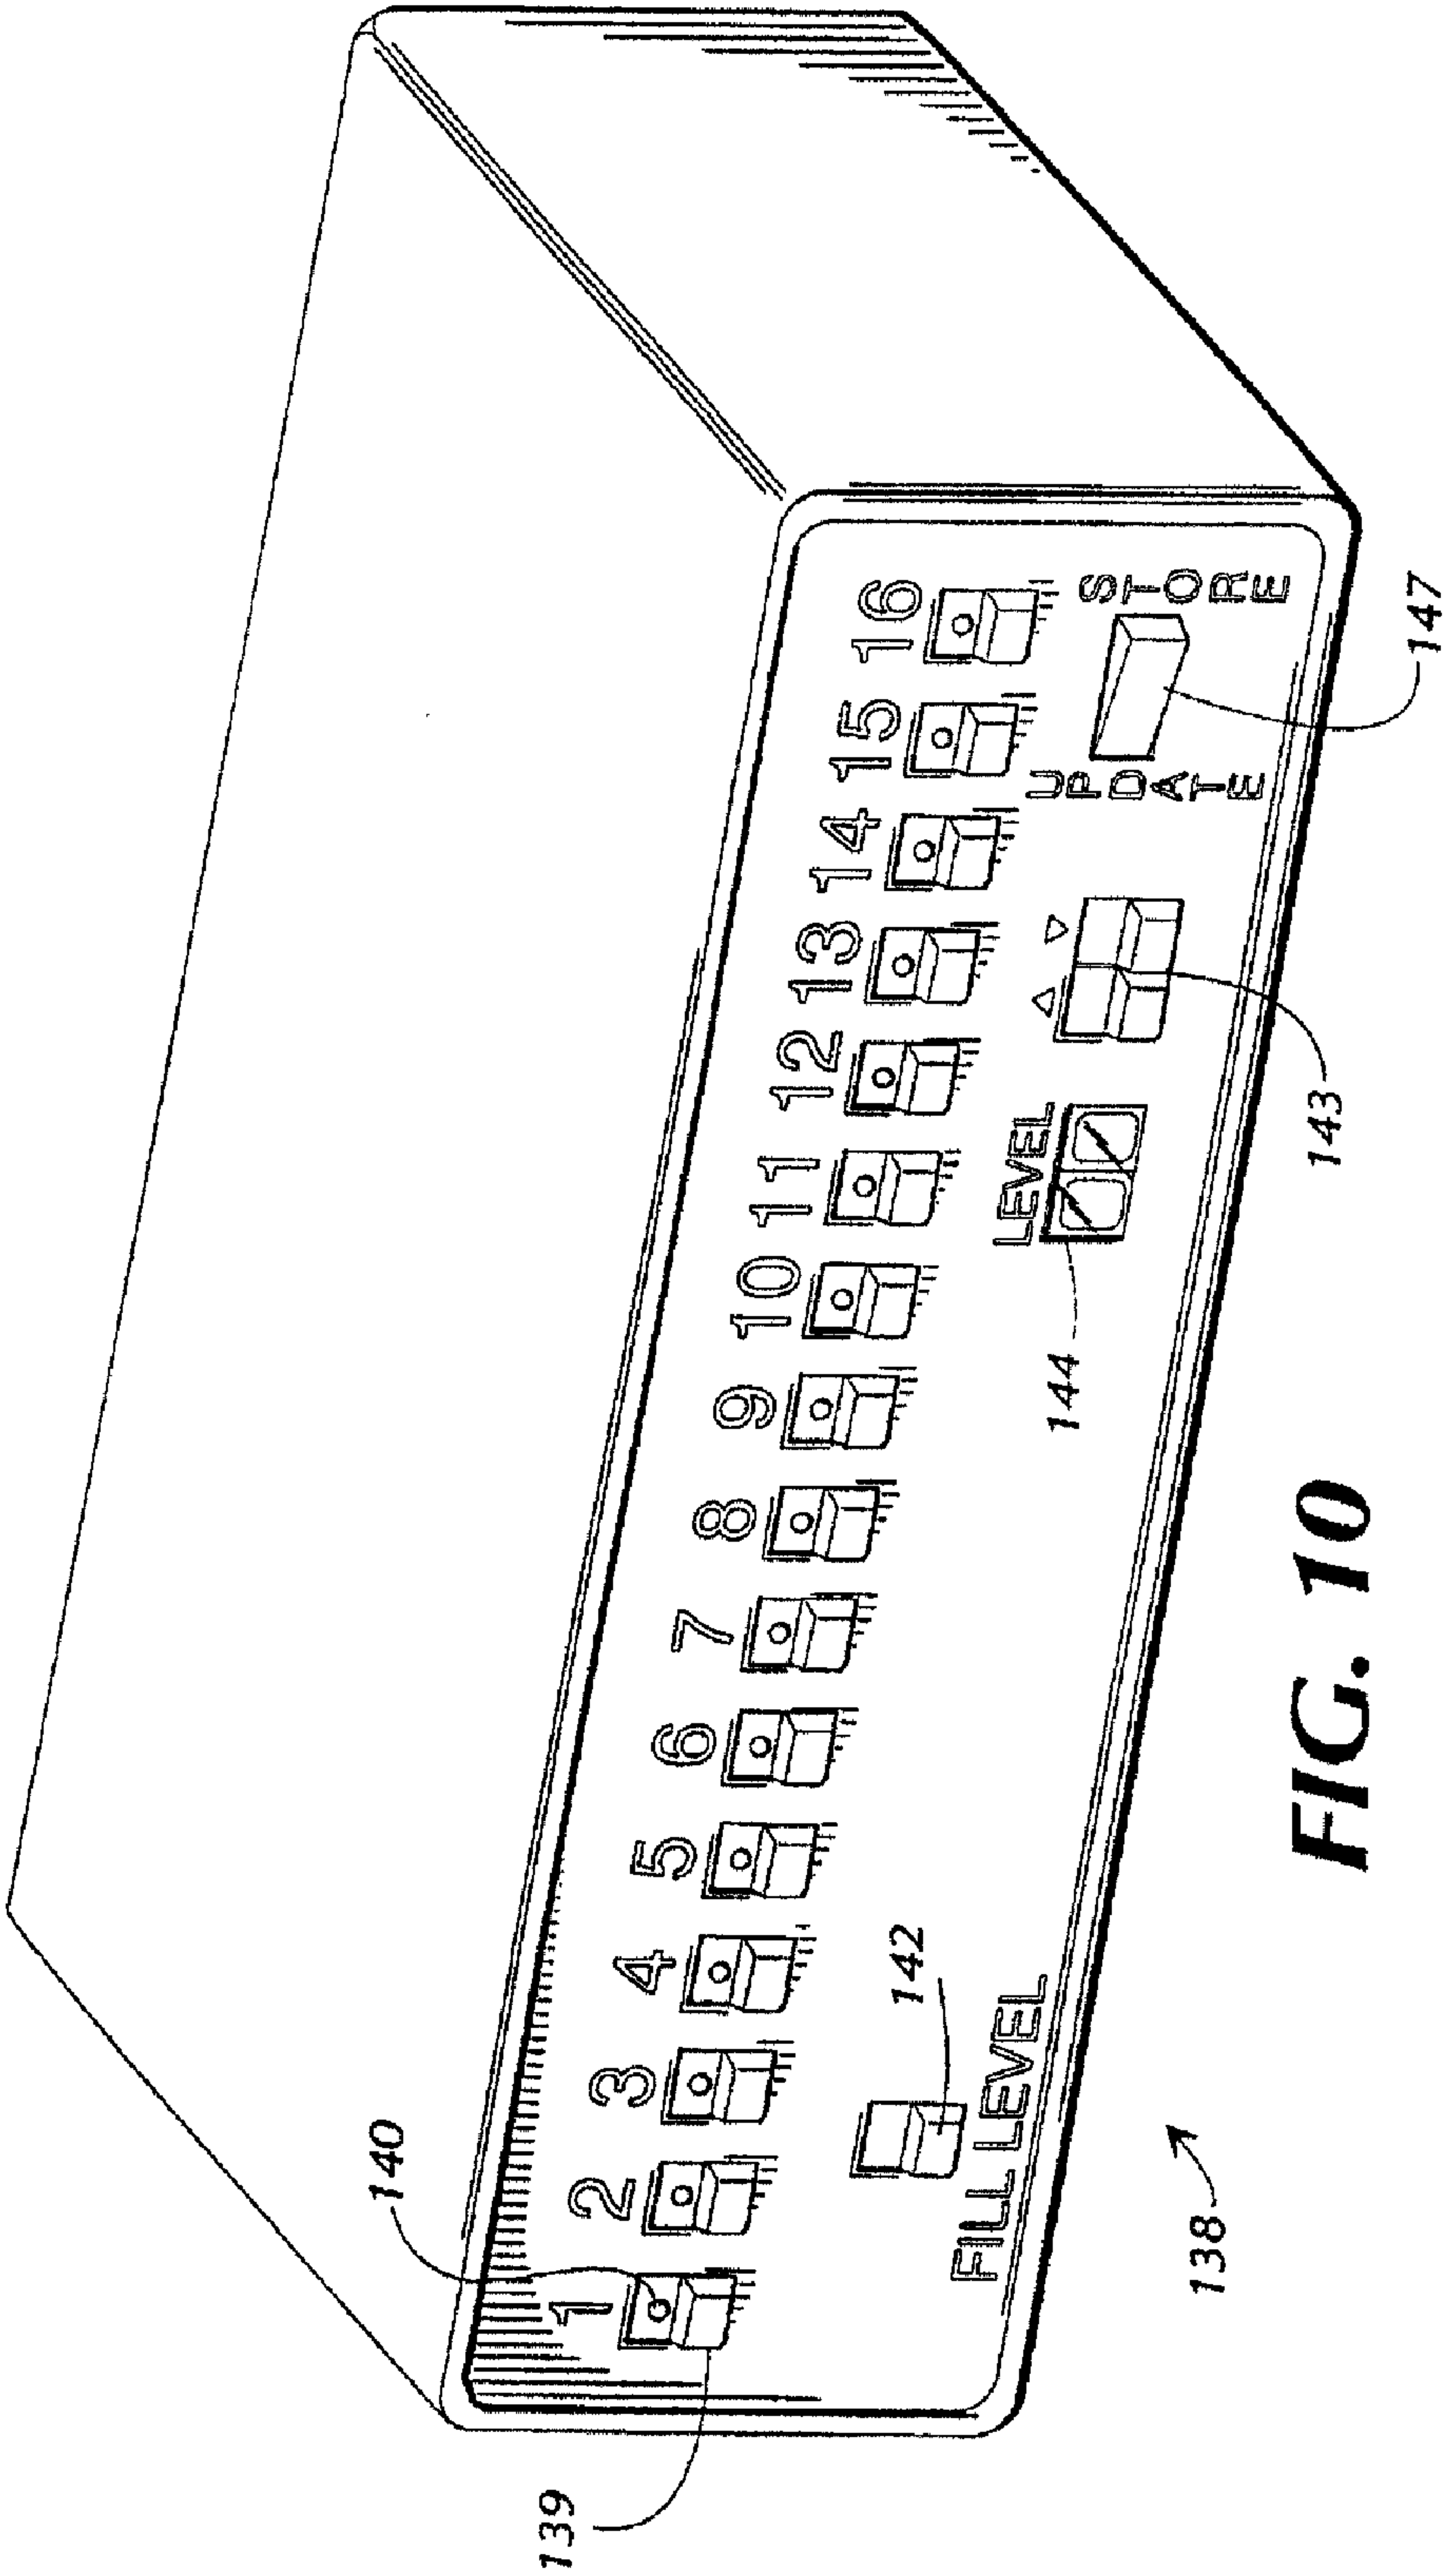 140
139
1 2 3 4 5 6 7 8 9 10 11 12 13 14 15 16
142
FILL LEVEL
LEVEL
144
△ ▽
143
UPDATE
STORE
147
138
FIG. 10